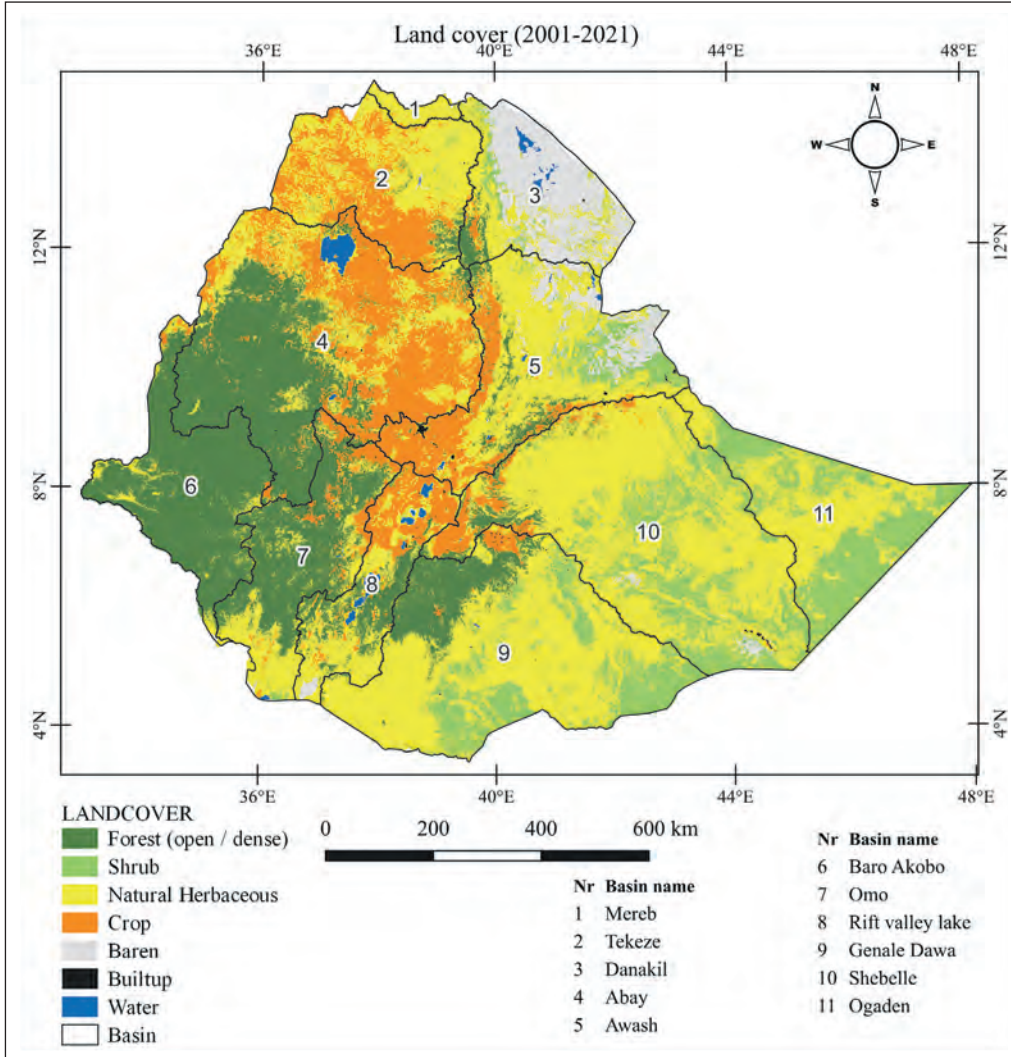 Land cover (2001-2021)
36°E 40°E 44°E 48°E
N
W E
S
12°N 12°N
8°N 8°N
4°N 4°N
1
2
3
4
5
6
7
8
9
10
11
36°E 40°E 44°E 48°E
LANDCOVER
Forest (open / dense)
Shrub
Natural Herbaceous
Crop
Baren
Builtup
Water
Basin
0 200 400 600 km
Nr Basin name
1 Mereb
2 Tekeze
3 Danakil
4 Abay
5 Awash
Nr Basin name
6 Baro Akobo
7 Omo
8 Rift valley lake
9 Genale Dawa
10 Shebelle
11 Ogaden